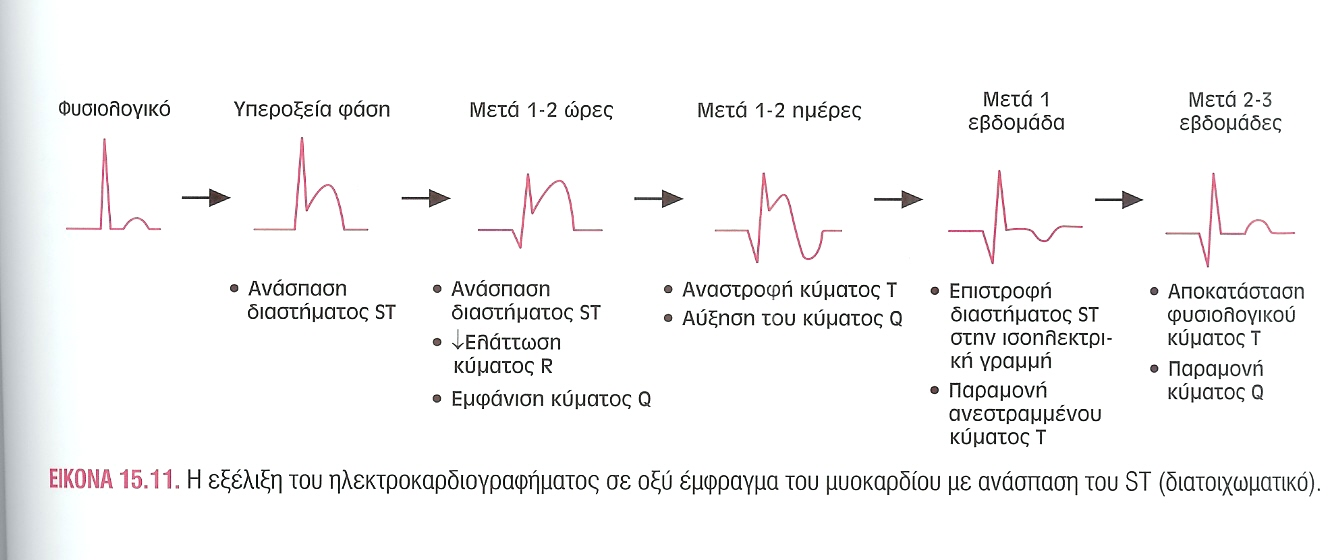 Φυσιολογικό
Υπεροξεία φάση
Μετά 1-2 ώρες
Μετά 1-2 ημέρες
Μετά 1
εβδομάδα
Μετά 2-3
εβδομάδες
• Ανάσπαση
διαστήματος ST
• Ανάσπαση
διαστήματος ST
• ↓Ελάττωση
κύματος R
• Εμφάνιση κύματος Q
• Αναστροφή κύματος T
• Αύξηση του κύματος Q
• Επιστροφή
διαστήματος ST
στην ισοηλεκτρι-
κή γραμμή
• Παραμονή
ανεστραμμένου
κύματος T
• Αποκατάσταση
φυσιολογικού
κύματος T
• Παραμονή
κύματος Q
ΕΙΚΟΝΑ 15.11. Η εξέλιξη του ηλεκτροκαρδιογραφήματος σε οξύ έμφραγμα του μυοκαρδίου με ανάσπαση του ST (διατοιχωματικό).